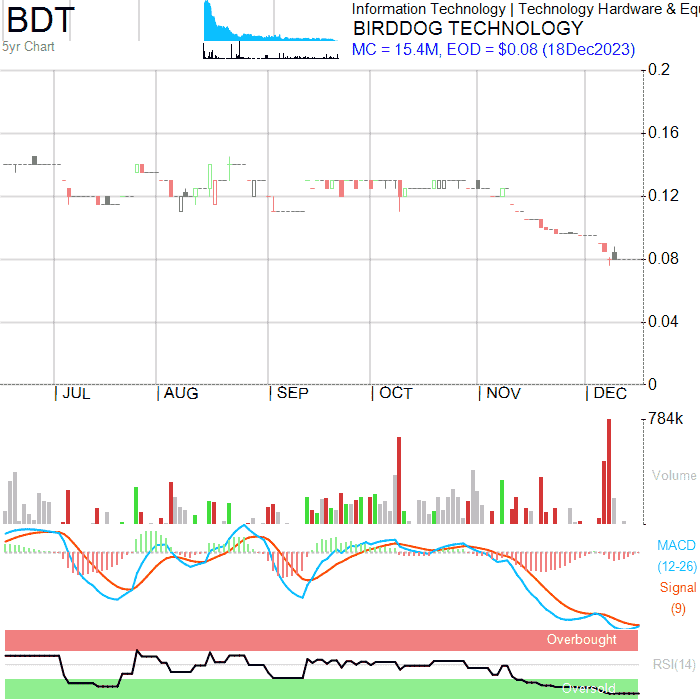 BDT
5yr Chart
Information Technology | Technology Hardware & Equ
BIRDDOG TECHNOLOGY
MC = 15.4M, EOD = $0.08 (18Dec2023)
0.2
0.16
0.12
0.08
0.04
0
JUL AUG SEP OCT NOV DEC
784k
Volume
MACD
(12-26)
Signal
(9)
Overbought
RSI(14)
Oversold